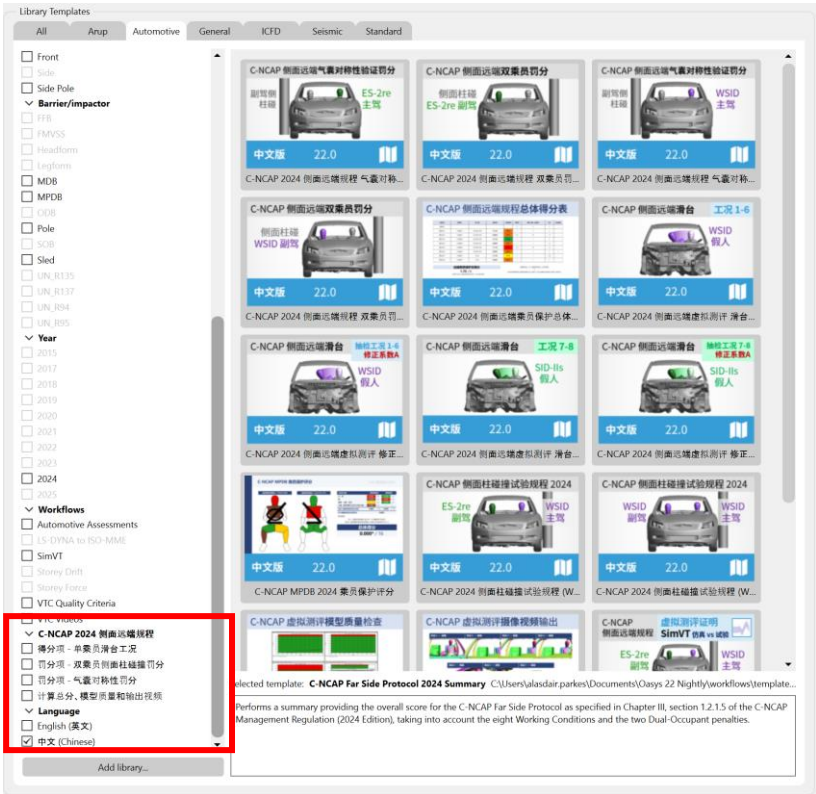 Library Templates
All
Arup
Automotive
General
ICFD
Seismic
Standard
Front
Side
Side Pole
Barrier/impactor
FFB
FMVSS
Headform
Legform
MDB
MPDB
ODB
Pole
SOB
Sled
UN_R135
UN_R137
UN_R94
UN_R95
Year
2015
2017
2018
2019
2020
2021
2022
2023
2024
2025
Workflows
Automotive Assessments
LS-DYNA to ISO-MME
SimVT
Storey Drift
Storey Force
VTC Quality Criteria
VTC Videos
C-NCAP 2024 侧面远端规程
得分项 - 单乘员滑台工况
罚分项 - 双乘员侧面柱碰撞罚分
罚分项 - 气囊对称性罚分
计算总分、模型质量和输出视频
Language
English (英文)
中文 (Chinese)
Add library...
C-NCAP 侧面远端气囊对称性验证罚分
副驾侧
柱碰
ES-2re
主驾
中文版 22.0
C-NCAP 2024 侧面远端规程 气囊对称...
C-NCAP 侧面远端双乘员罚分
侧面柱碰
ES-2re 副驾
中文版 22.0
C-NCAP 2024 侧面远端规程 双乘员罚...
C-NCAP 侧面远端气囊对称性验证罚分
副驾侧
柱碰
WSID
主驾
中文版 22.0
C-NCAP 2024 侧面远端规程 气囊对称...
C-NCAP 侧面远端双乘员罚分
侧面柱碰
WSID 副驾
中文版 22.0
C-NCAP 2024 侧面远端规程 双乘员罚...
C-NCAP 侧面远端规程总体得分表
中文版 22.0
C-NCAP 2024 侧面远端乘员保护总体...
C-NCAP 侧面远端滑台 工况 1-6
WSID
假人
中文版 22.0
C-NCAP 2024 侧面远端虚拟测评 滑台...
C-NCAP 侧面远端滑台 抽检工况 1-6
修正系数A
WSID
假人
中文版 22.0
C-NCAP 2024 侧面远端虚拟测评 修正...
C-NCAP 侧面远端滑台 工况 7-8
SID-IIs
假人
中文版 22.0
C-NCAP 2024 侧面远端虚拟测评 滑台...
C-NCAP 侧面远端滑台 抽检工况 7-8
修正系数A
SID-IIs
假人
中文版 22.0
C-NCAP 2024 侧面远端虚拟测评 修正...
C-NCAP MPDB 乘员保护评分
中文版 22.0
C-NCAP MPDB 2024 乘员保护评分
C-NCAP 侧面柱碰撞试验规程 2024
ES-2re
副驾
WSID
主驾
中文版 22.0
C-NCAP 2024 侧面柱碰撞试验规程 (W...
C-NCAP 侧面柱碰撞试验规程 2024
WSID
副驾
WSID
主驾
中文版 22.0
C-NCAP 2024 侧面柱碰撞试验规程 (W...
C-NCAP 虚拟测评模型质量检查
C-NCAP 虚拟测评摄像视频输出
C-NCAP
侧面远端规程
虚拟测评证明
SimVT 仿真 vs 试验
ES-2re
副驾
WSID
主驾
elected template: C-NCAP Far Side Protocol 2024 Summary C:\Users\alasdair.parkes\Documents\Oasys 22 Nightly\workflows\template...
Performs a summary providing the overall score for the C-NCAP Far Side Protocol as specified in Chapter III, section 1.2.1.5 of the C-NCAP
Management Regulation (2024 Edition), taking into account the eight Working Conditions and the two Dual-Occupant penalties.